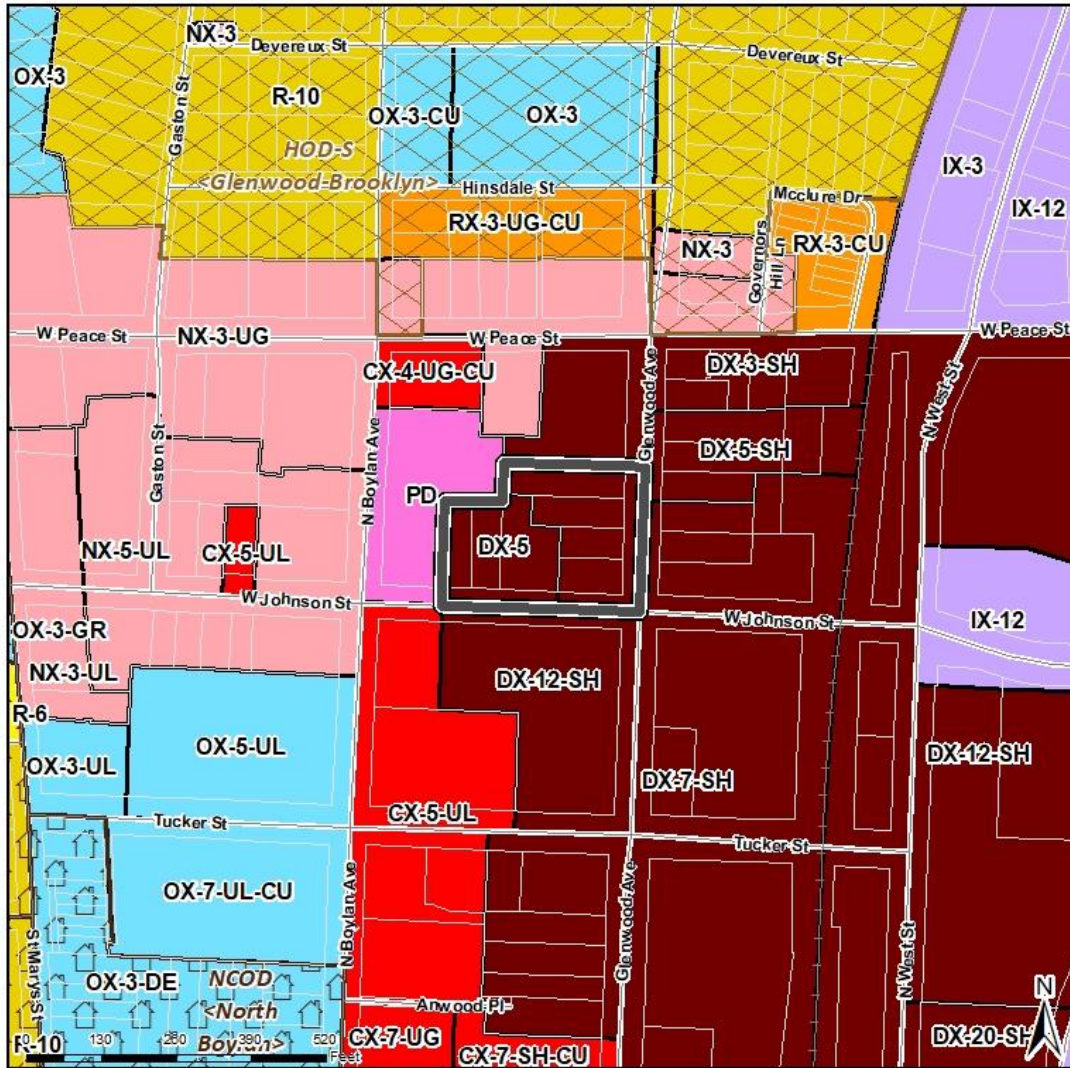 NX-3
Devereux St
Devereux St
OX-3
R-10
OX-3-CU
OX-3
Gaston St
HOD-S
<Glenwood-Brooklyn>
Hinsdale St
IX-3
IX-12
Mcclure Dr
RX-3-UG-CU
NX-3
Governors
Hill Ln
RX-3-CU
W Peace St
NX-3-UG
W Peace St
W Peace St
CX-4-UG-CU
DX-3-SH
N West St
Glenwood Ave
N Boylan Ave
Gaston St
DX-5-SH
PD
DX-5
NX-5-UL
CX-5-UL
W Johnson St
W Johnson St
IX-12
OX-3-GR
NX-3-UL
DX-12-SH
R-6
OX-5-UL
OX-3-UL
DX-7-SH
DX-12-SH
CX-5-UL
Tucker St
Tucker St
OX-7-UL-CU
N Boylan Ave
Glenwood Ave
N West St
St Marys St
OX-3-DE
NCOD
<North
Boylan>
Anwood Pl
CX-7-UG
CX-7-SH-CU
DX-20-SH
N
R-10
0 130 260 390 520
Feet